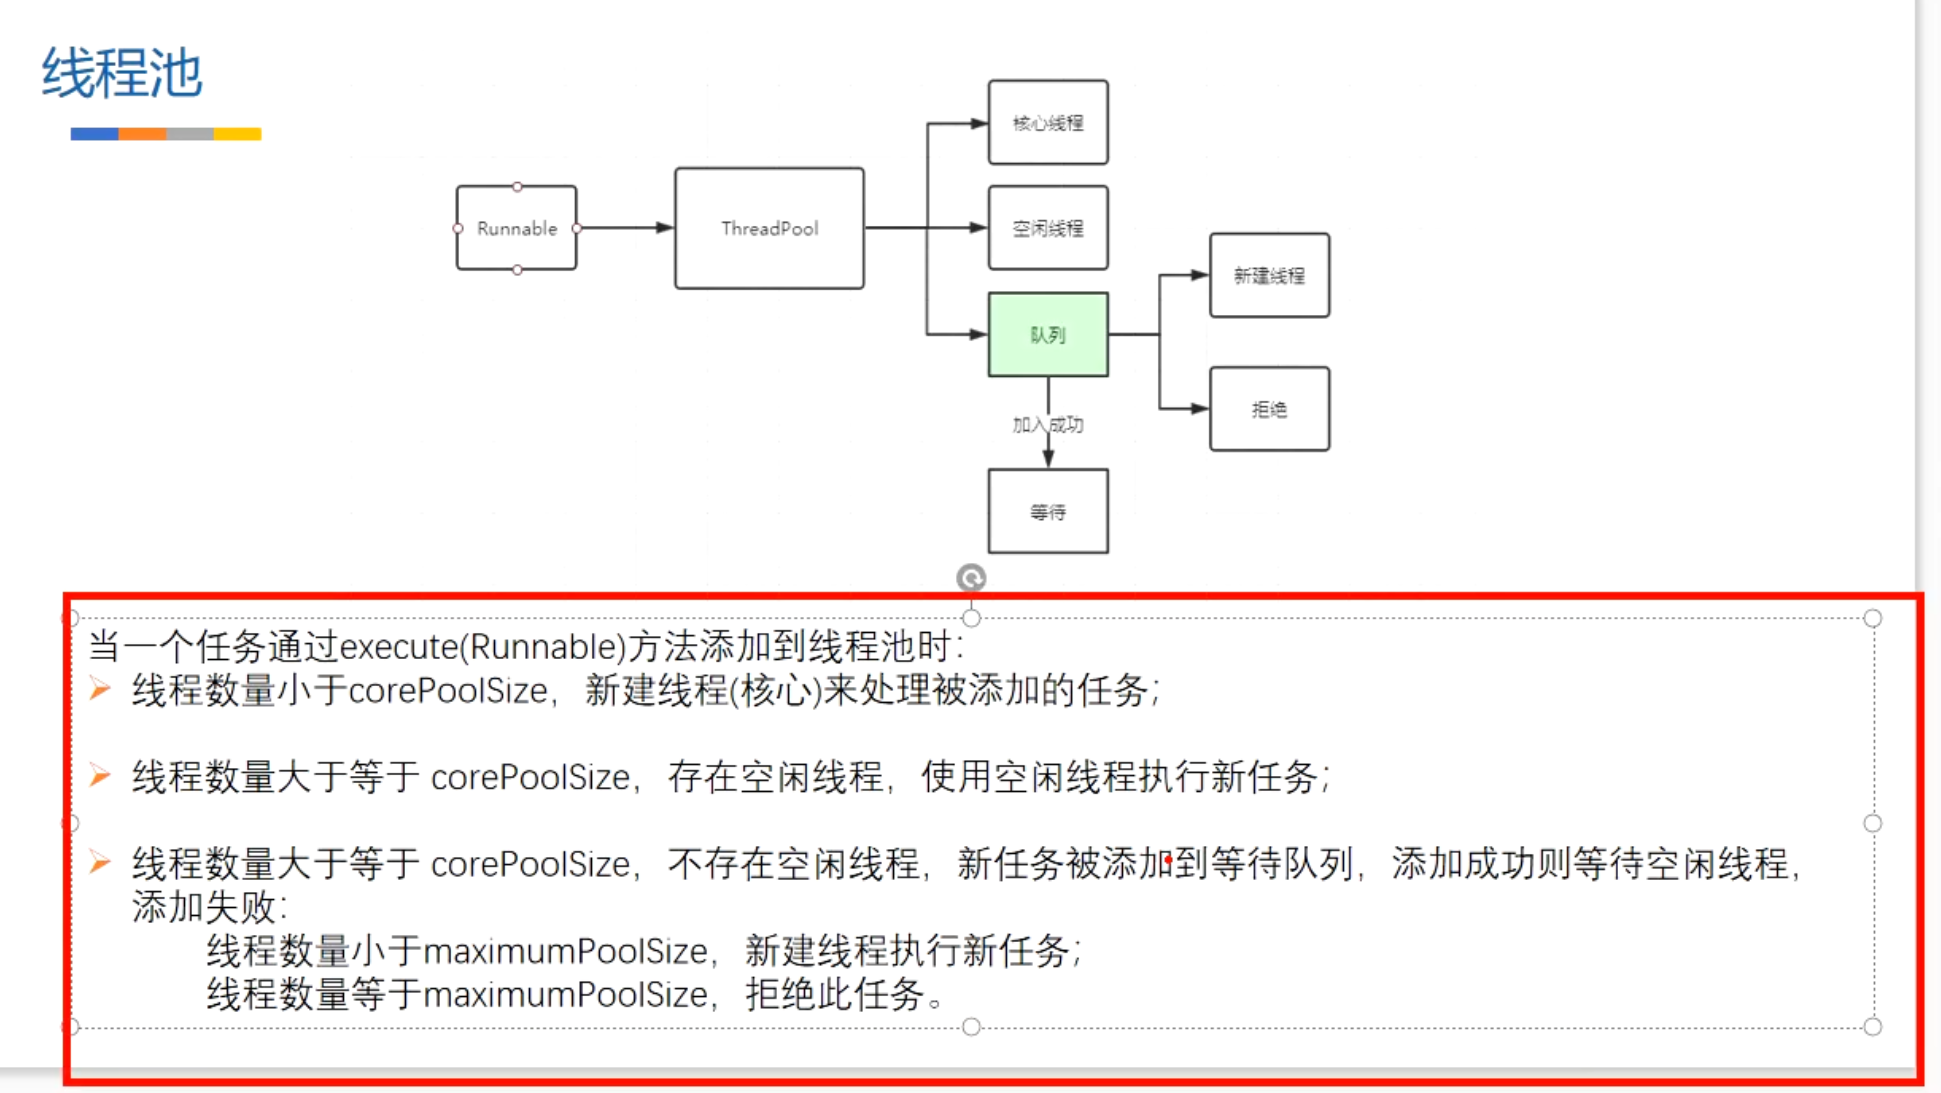 线程池
核心线程
Runnable
ThreadPool
空闲线程
新建线程
队列
拒绝
加入成功
等待
当一个任务通过execute(Runnable)方法添加到线程池时：
线程数量小于corePoolSize，新建线程(核心)来处理被添加的任务；
线程数量大于等于 corePoolSize，存在空闲线程，使用空闲线程执行新任务；
线程数量大于等于 corePoolSize，不存在空闲线程，新任务被添加到等待队列，添加成功则等待空闲线程，
添加失败：
线程数量小于maximumPoolSize，新建线程执行新任务；
线程数量等于maximumPoolSize，拒绝此任务。